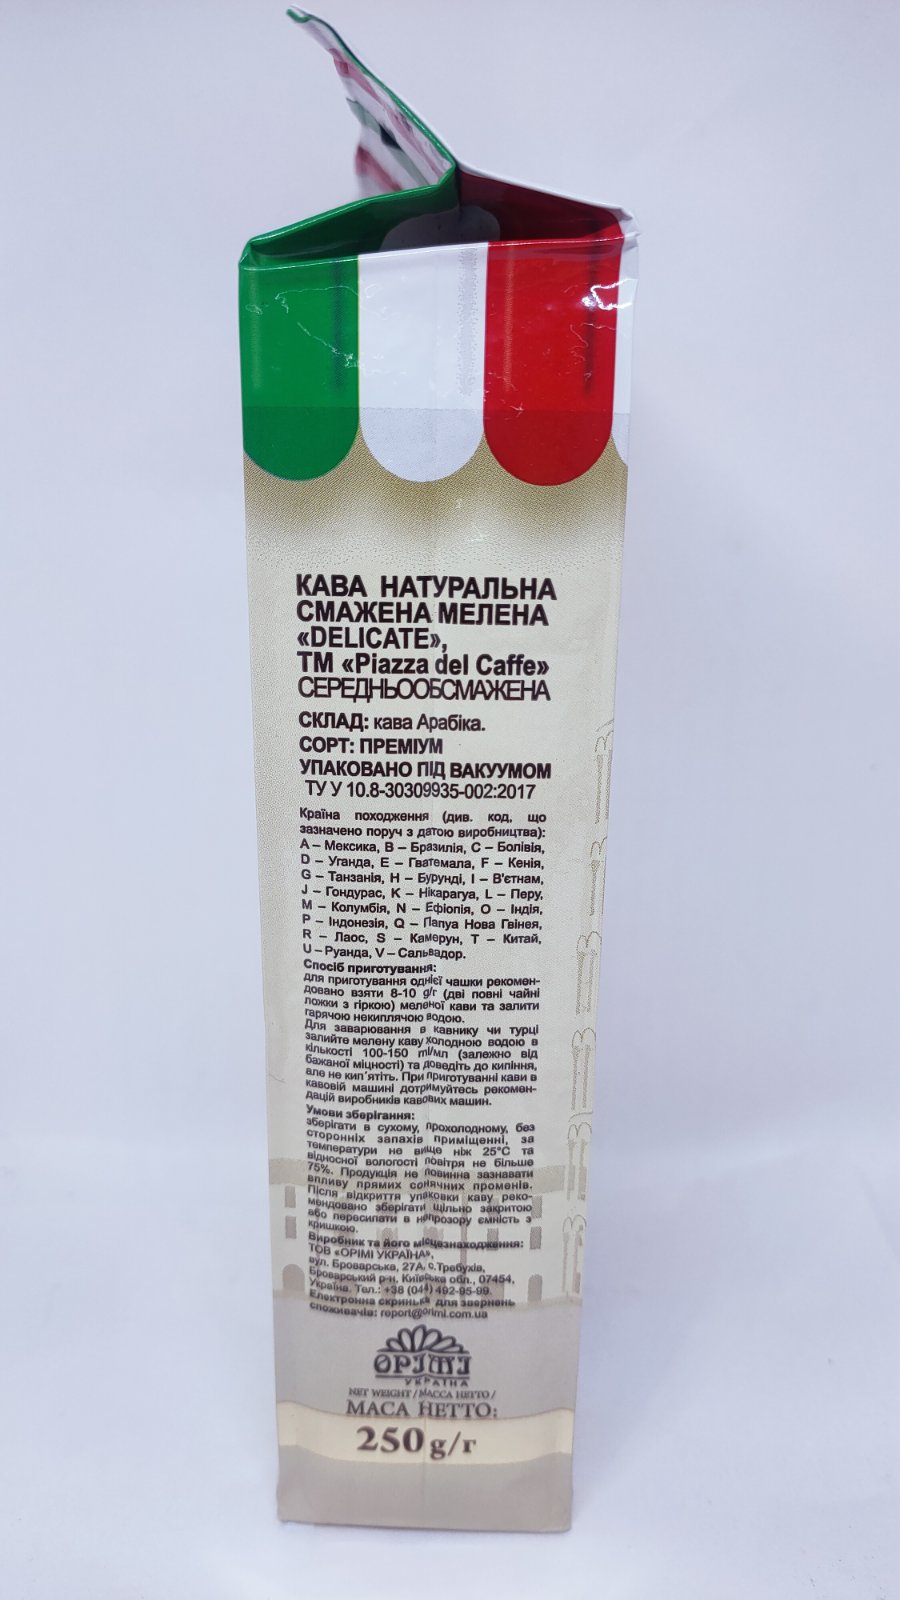 КАВА НАТУРАЛЬНА
СМАЖЕНА МЕЛЕНА
«DELICATE»,
ТМ «Piazza del Caffe»
СЕРЕДНЬООБСМАЖЕНА
СКЛАД: кава Арабіка.
СОРТ: ПРЕМІУМ
УПАКОВАНО ПІД ВАКУУМОМ
ТУ У 10.8-30309935-002:2017
Країна походження (див. код, що
зазначено поруч з датою виробництва):
A – Мексика, B – Бразилія, C – Болівія,
D – Уганда, E – Гватемала, F – Кенія,
G – Танзанія, H – Бурунді, I – В'єтнам,
J – Гондурас, K – Нікарагуа, L – Перу,
M – Колумбія, N – Ефіопія, O – Індія,
P – Індонезія, Q – Папуа Нова Гвінея,
R – Лаос, S – Камерун, T – Китай,
U – Руанда, V – Сальвадор.
Спосіб приготування:
для приготування однієї чашки рекомен-
довано взяти 8-10 g/г (дві повні чайні
ложки з гіркою) меленої кави та залити
гарячою некиплячою водою.
Для заварювання в кавнику чи турці
залийте мелену каву холодною водою в
кількості 100-150 ml/мл (залежно від
бажаної міцності) та доведіть до кипіння,
але не кип'ятіть. При приготуванні кави в
кавовій машині дотримуйтесь рекомен-
дацій виробників кавових машин.
Умови зберігання:
зберігати в сухому, прохолодному, без
сторонніх запахів приміщенні, за
температури не вище ніж 25°С та
відносної вологості повітря не більше
75%. Продукція не повинна зазнавати
впливу прямих сонячних променів.
Після відкриття упаковки каву реко-
мендовано зберігати щільно закритою
або пересипати в непрозору ємність з
кришкою.
Виробник та його місцезнаходження:
ТОВ «ОРІМІ УКРАЇНА»,
вул. Броварська, 27А, с.Требухів,
Броварський р-н, Київська обл., 07454,
Україна. Тел.: +38 (044) 492-95-99.
Електронна скринька для звернень
споживачів: report@orimi.com.ua
ОРІМІ
УКРАЇНА
NET WEIGHT / МАССА НЕТТО /
МАСА НЕТТО:
250 g/г